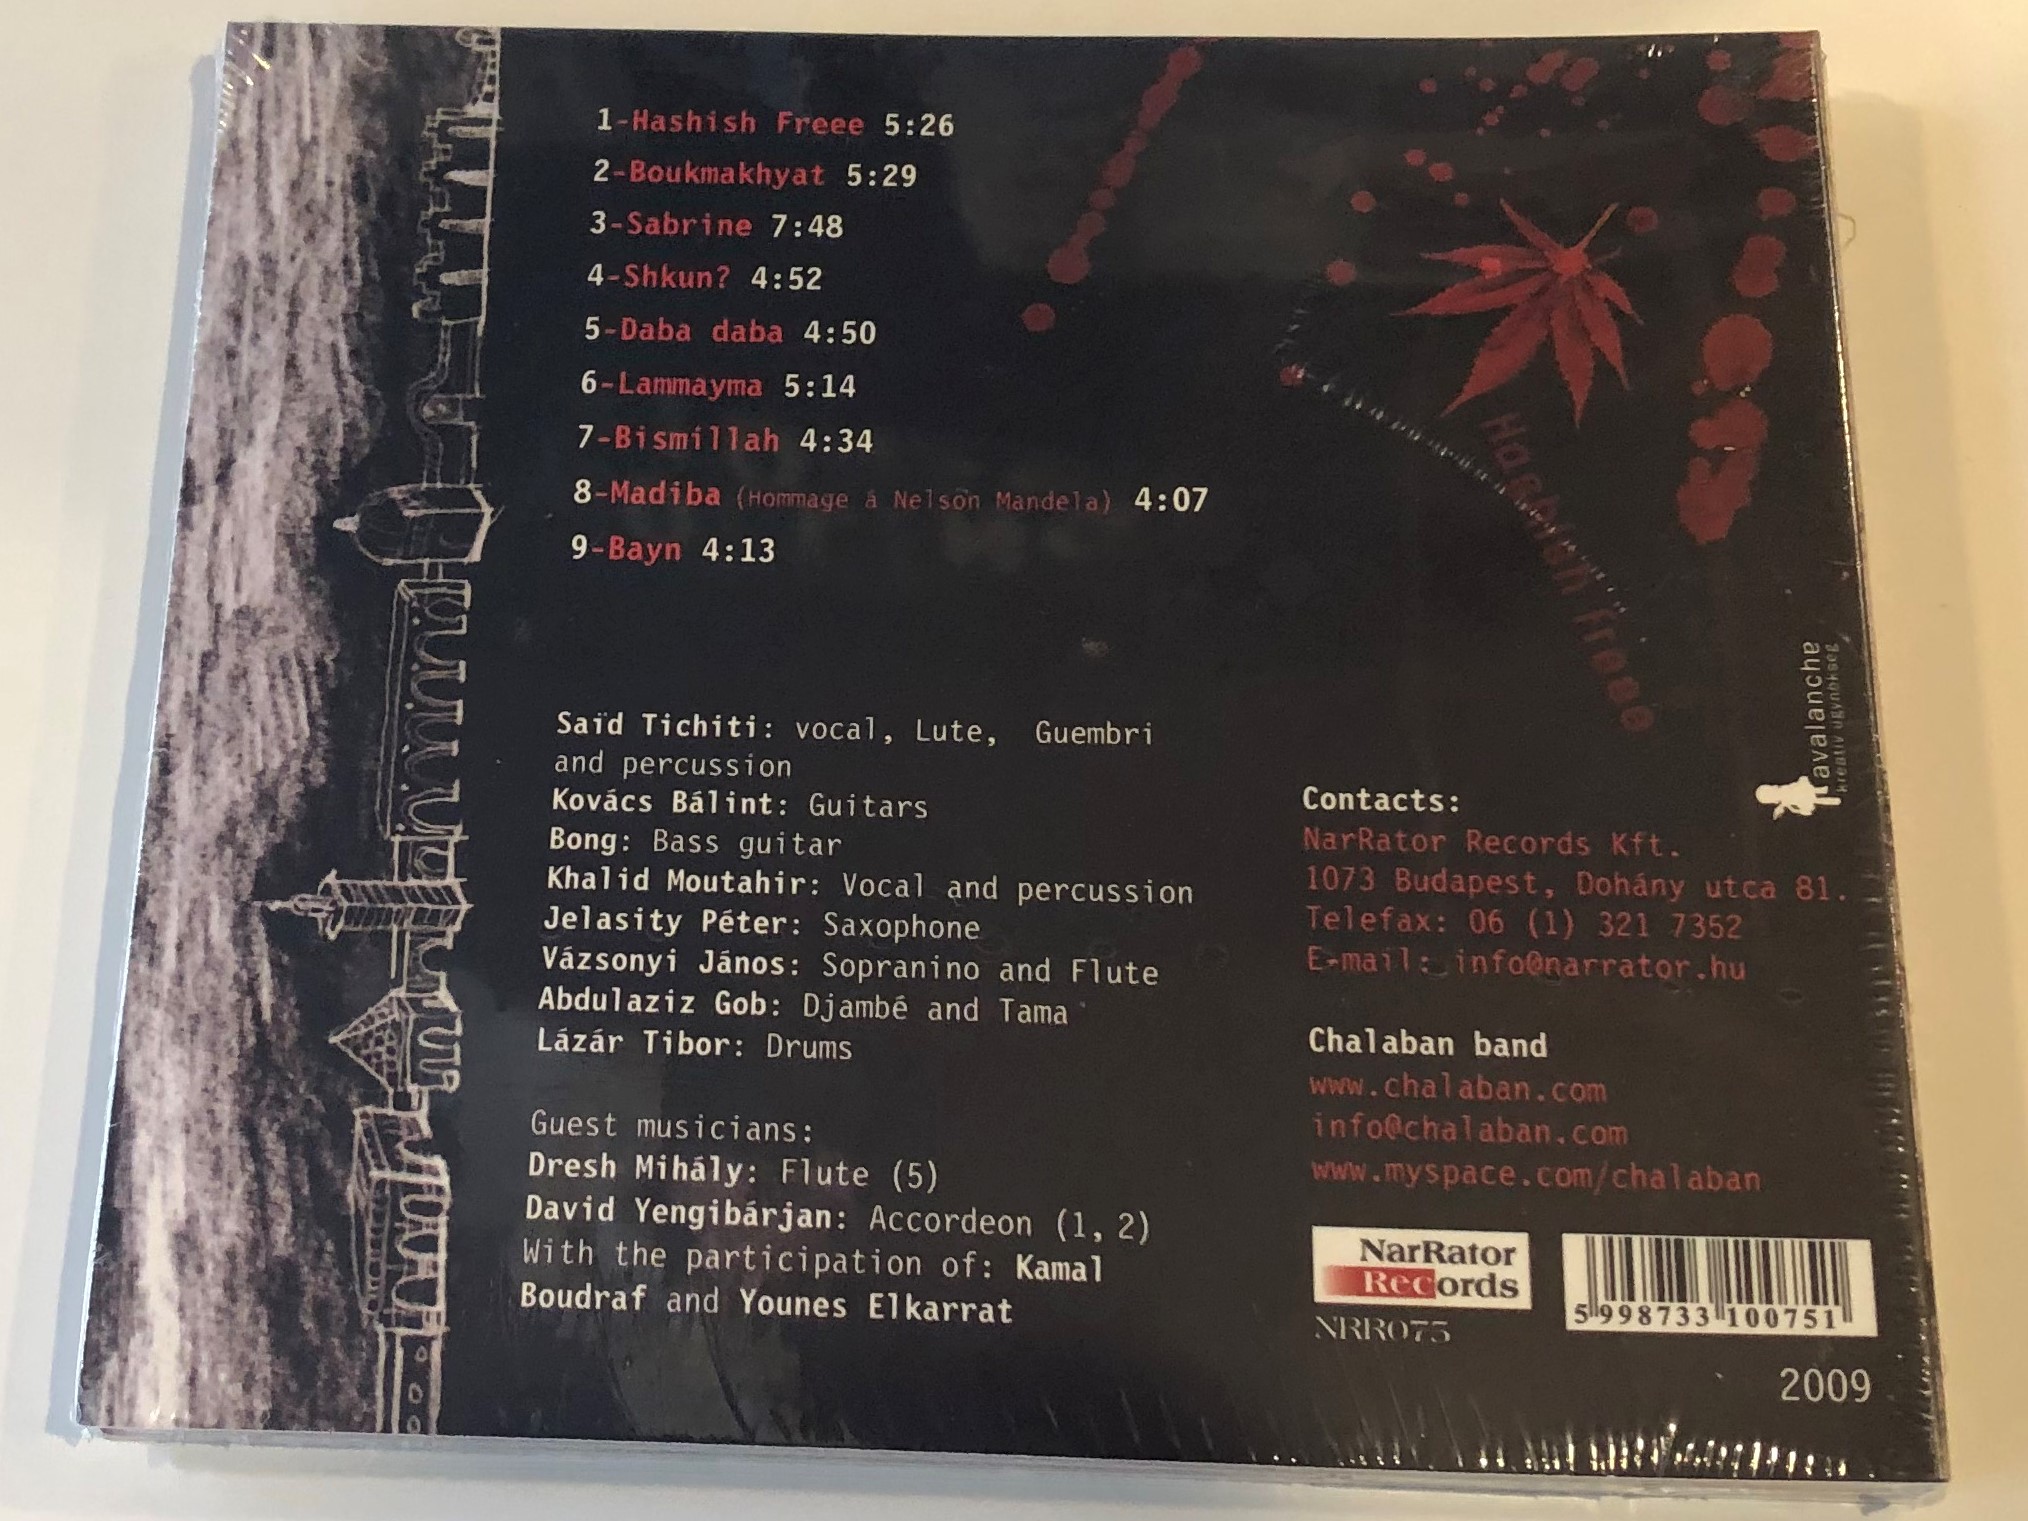 1-Hashish Freee 5:26
2-Boukmakhyat 5:29
3-Sabrine 7:48
4-Shkun? 4:52
5-Daba daba 4:50
6-Lammayma 5:14
7-Bismillah 4:34
8-Madiba (Hommage á Nelson Mandela) 4:07
9-Bayn 4:13
Hashish freee
Saïd Tichiti: vocal, Lute, Guembri
and percussion
Kovács Bálint: Guitars
Bong: Bass guitar
Khalid Moutahir: Vocal and percussion
Jelasity Péter: Saxophone
Vázsonyi János: Sopranino and Flute
Abdulaziz Gob: Djambé and Tama
Lázár Tibor: Drums
Guest musicians:
Dresh Mihály: Flute (5)
David Yengibárjan: Accordeon (1, 2)
With the participation of: Kamal
Boudraf and Younes Elkarrat
avalanche
kreatív ügynökség
Contacts:
NarRator Records Kft.
1073 Budapest, Dohány utca 81.
Telefax: 06 (1) 321 7352
E-mail: info@narrator.hu
Chalaban band
www.chalaban.com
info@chalaban.com
www.myspace.com/chalaban
NarRator
Records
NRR075
5 998733 100751
2009